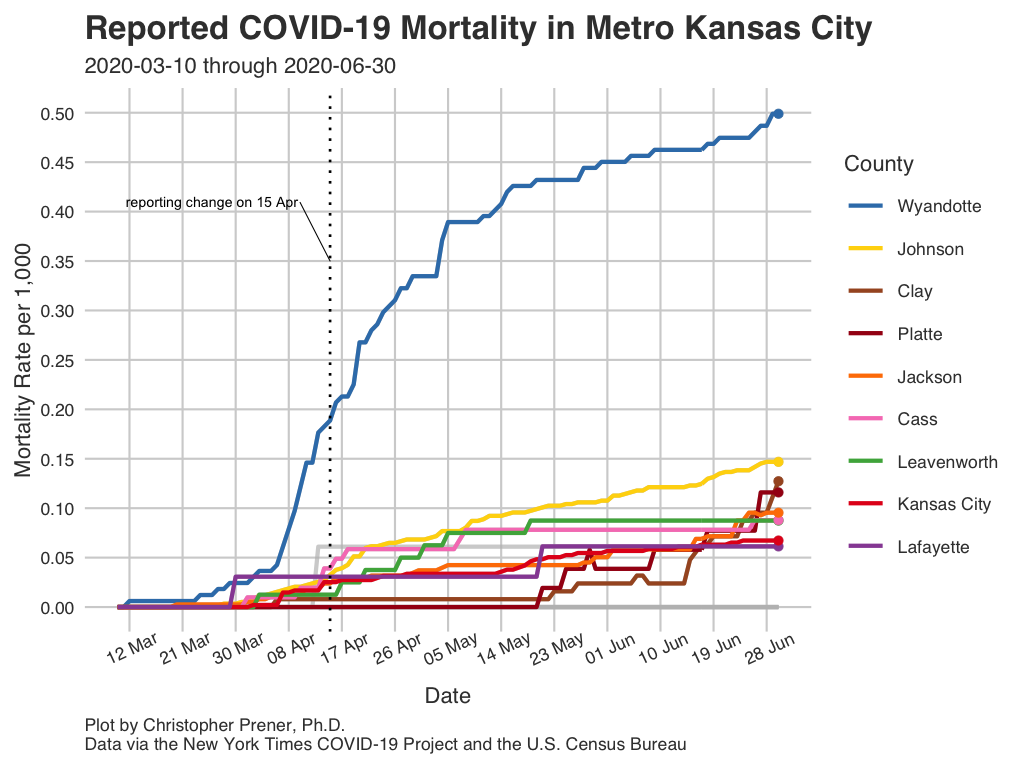 Reported COVID-19 Mortality in Metro Kansas City
2020-03-10 through 2020-06-30
Mortality Rate per 1,000
0.50
0.45
0.40
0.35
0.30
0.25
0.20
0.15
0.10
0.05
0.00
reporting change on 15 Apr
12 Mar
21 Mar
30 Mar
08 Apr
17 Apr
26 Apr
05 May
14 May
23 May
01 Jun
10 Jun
19 Jun
28 Jun
Date
County
Wyandotte
Johnson
Clay
Platte
Jackson
Cass
Leavenworth
Kansas City
Lafayette
Plot by Christopher Prener, Ph.D.
Data via the New York Times COVID-19 Project and the U.S. Census Bureau